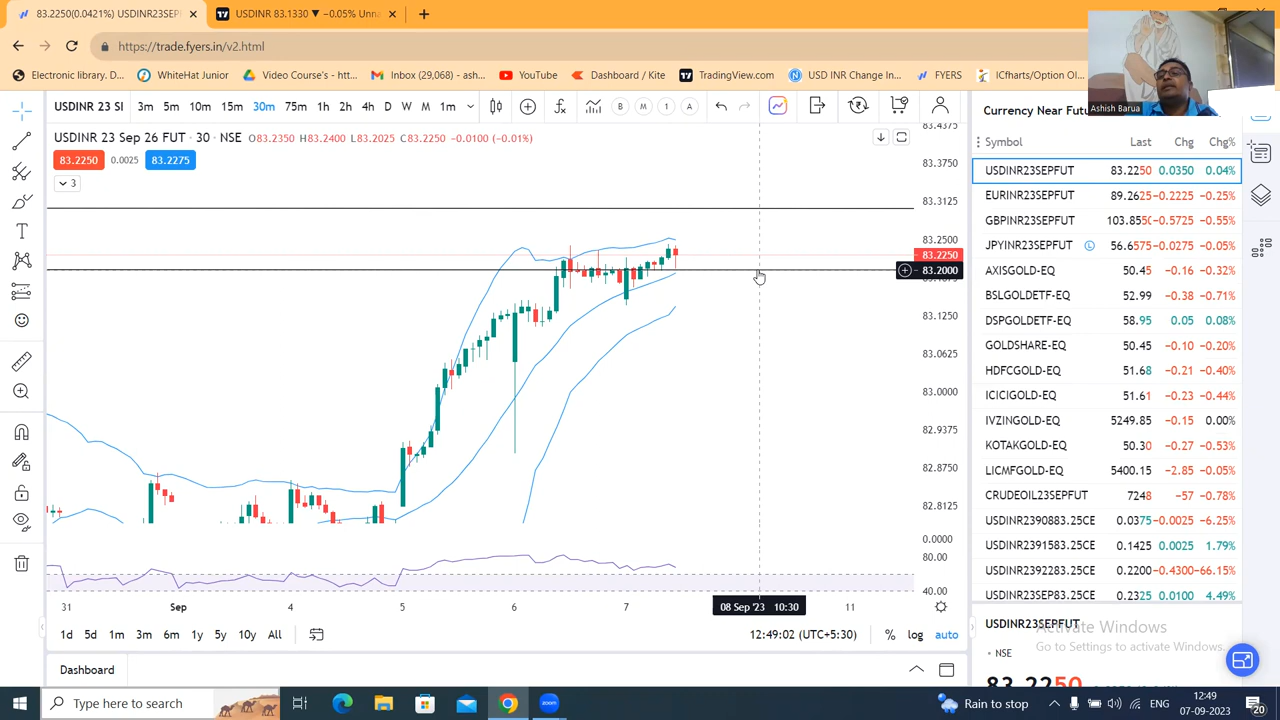 83.2250(0.0421%) USDINR23SEP
USDINR 83.1330 ▼ −0.05% Unna
https://trade.fyers.in/v2.html
Electronic library. D...
WhiteHat Junior
Video Course's - htt...
Inbox (29,068) - ash...
YouTube
Dashboard / Kite
TradingView.com
USD INR Change In...
FYERS
ICfharts/Option Ol...
Ashish Barua
USDINR 23 SI
3m 5m 10m 15m 30m 75m 1h 2h 4h D W M 1m
B M 1 A
Currency Near Futu
USDINR 23 Sep 26 FUT · 30 · NSE O83.2350 H83.2400 L83.2025 C83.2250 −0.0100 (−0.01%)
83.2250 0.0025 83.2275
3
83.4375
83.3750
83.3125
83.2500
83.2250
83.2000
83.1250
83.0625
83.0000
82.9375
82.8750
82.8125
0.0000
80.00
40.00
31 Sep 4 5 6 7 08 Sep '23 10:30 11
1d 5d 1m 3m 6m 1y 5y 10y All
12:49:02 (UTC+5:30) % log auto
Dashboard
Symbol Last Chg Chg%
USDINR23SEPFUT 83.2250 0.0350 0.04%
EURINR23SEPFUT 89.2625 −0.2225 −0.25%
GBPINR23SEPFUT 103.8550 −0.5725 −0.55%
JPYINR23SEPFUT L 56.6575 −0.0275 −0.05%
AXISGOLD-EQ 50.45 −0.16 −0.32%
BSLGOLDETF-EQ 52.99 −0.38 −0.71%
DSPGOLDETF-EQ 58.95 0.05 0.08%
GOLDSHARE-EQ 50.45 −0.10 −0.20%
HDFCGOLD-EQ 51.68 −0.21 −0.40%
ICICIGOLD-EQ 51.61 −0.23 −0.44%
IVZINGOLD-EQ 5249.85 −0.15 0.00%
KOTAKGOLD-EQ 50.30 −0.27 −0.53%
LICMFGOLD-EQ 5400.15 −2.85 −0.05%
CRUDEOIL23SEPFUT 7248 −57 −0.78%
USDINR2390883.25CE 0.0375 −0.0025 −6.25%
USDINR2391583.25CE 0.1425 0.0025 1.79%
USDINR2392283.25CE 0.2200 −0.4300 −66.15%
USDINR23SEP83.25CE 0.2325 0.0100 4.49%
USDINR23SEPFUT
NSE
83.2250
Activate Windows
Go to Settings to activate Windows.
Type here to search
Rain to stop
ENG
12:49
07-09-2023
20